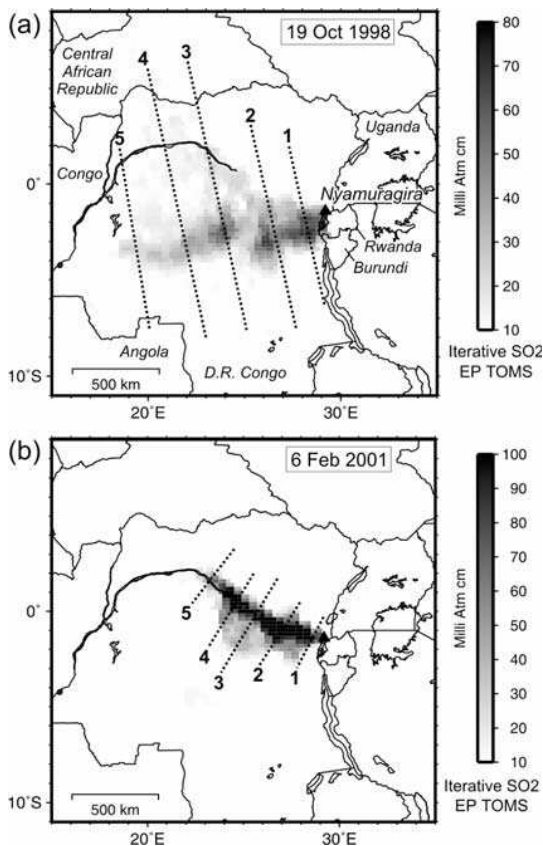 (a)
19 Oct 1998
Central
African
Republic
4
3
2
1
5
Uganda
Congo
0°
Nyamuragira
Rwanda
Burundi
Angola
D.R. Congo
500 km
10°S
20°E
30°E
80
70
60
50
40
30
20
10
Milli Atm cm
Iterative SO2
EP TOMS
(b)
6 Feb 2001
0°
5
4
3
2
1
500 km
10°S
20°E
30°E
100
90
80
70
60
50
40
30
20
10
Milli Atm cm
Iterative SO2
EP TOMS